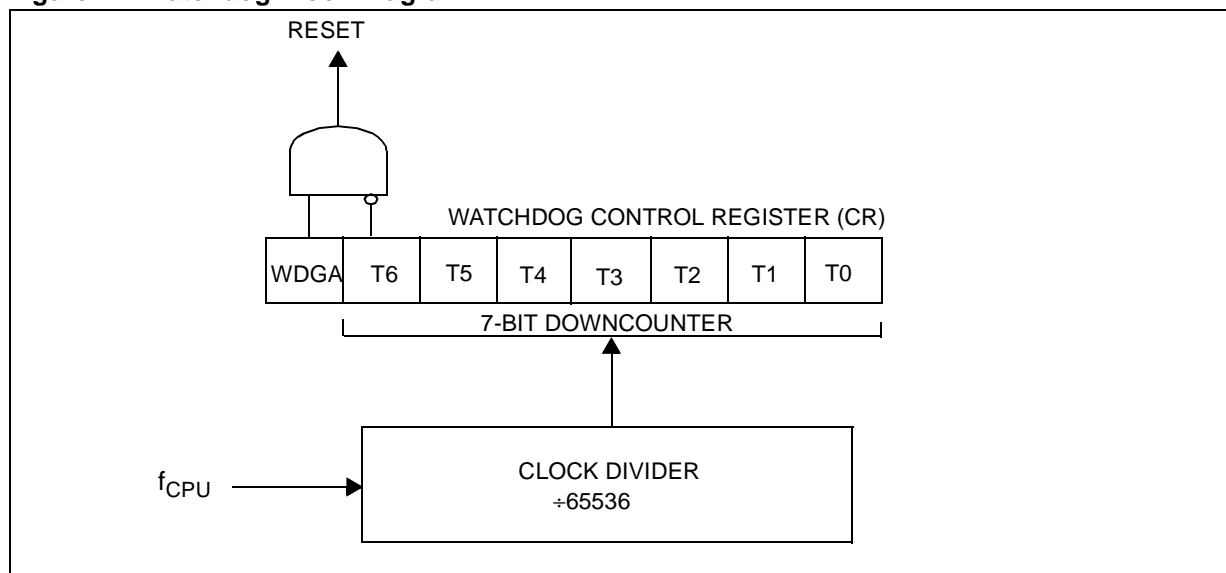 RESET
WATCHDOG CONTROL REGISTER (CR)
WDGA T6 T5 T4 T3 T2 T1 T0
7-BIT DOWNCOUNTER
fCPU
CLOCK DIVIDER
÷65536